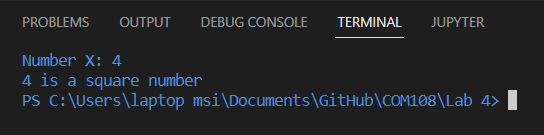 PROBLEMS OUTPUT DEBUG CONSOLE TERMINAL JUPYTER
Number X: 4
4 is a square number
PS C:\Users\laptop msi\Documents\GitHub\COM108\Lab 4>